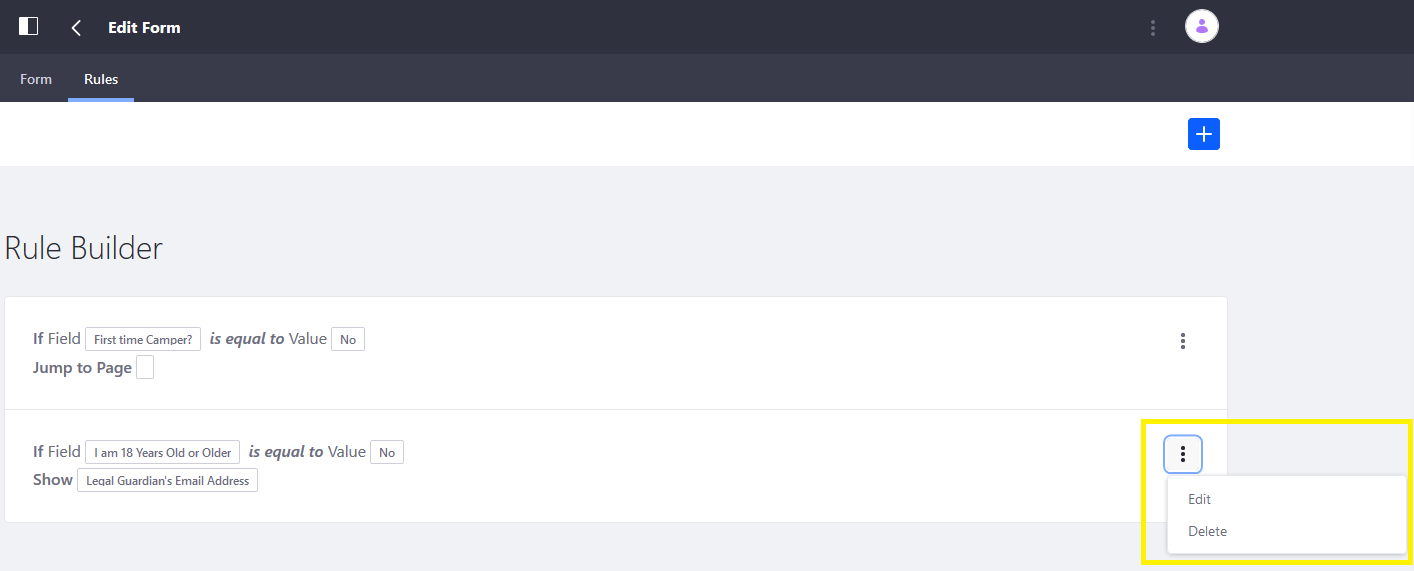 Edit Form
Form Rules
Rule Builder
If Field First time Camper? is equal to Value No
Jump to Page
If Field I am 18 Years Old or Older is equal to Value No
Show Legal Guardian's Email Address
Edit
Delete